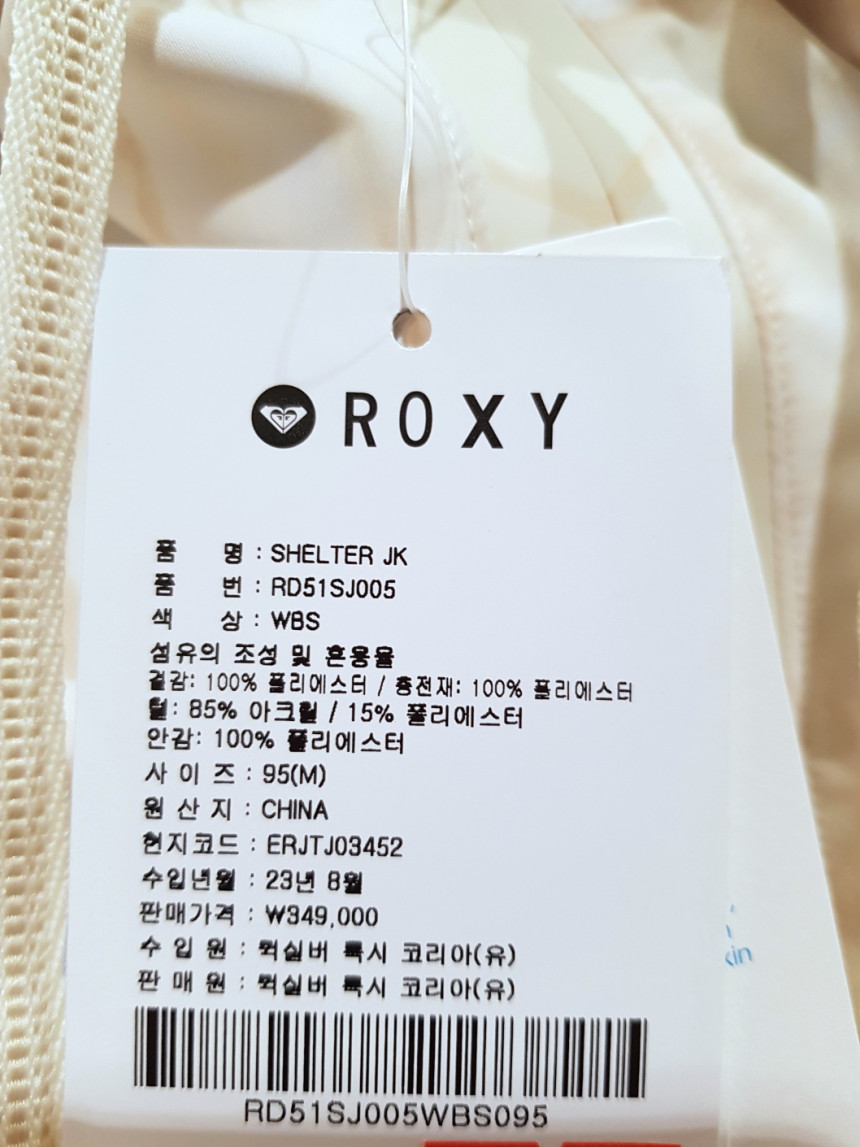 ROXY
품 명 : SHELTER JK
품 번 : RD51SJ005
색 상 : WBS
섬유의 조성 및 혼용율
겉감: 100% 폴리에스터 / 충전재: 100% 폴리에스터
털: 85% 아크릴 / 15% 폴리에스터
안감: 100% 폴리에스터
사 이 즈 : 95(M)
원 산 지 : CHINA
현지코드 : ERJTJ03452
수입년월 : 23년 8월
판매가격 : ₩349,000
수 입 원 : 퀵실버 록시 코리아(유)
판 매 원 : 퀵실버 록시 코리아(유)
RD51SJ005WBS095